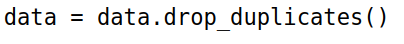 data = data.drop_duplicates()